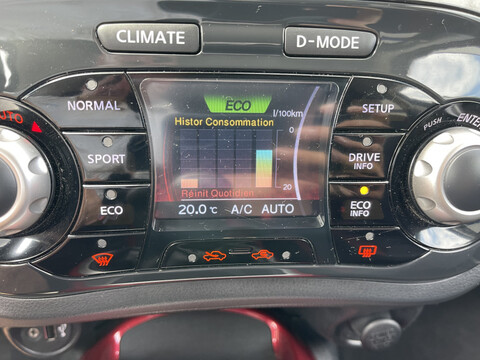 CLIMATE
D-MODE
NORMAL
ECO
SETUP
l/100km
Histor Consommation
0
AUTO
PUSH
ENTER
SPORT
DRIVE
INFO
ECO
Réinit Quotidien
20
ECO
INFO
20.0 °C A/C AUTO